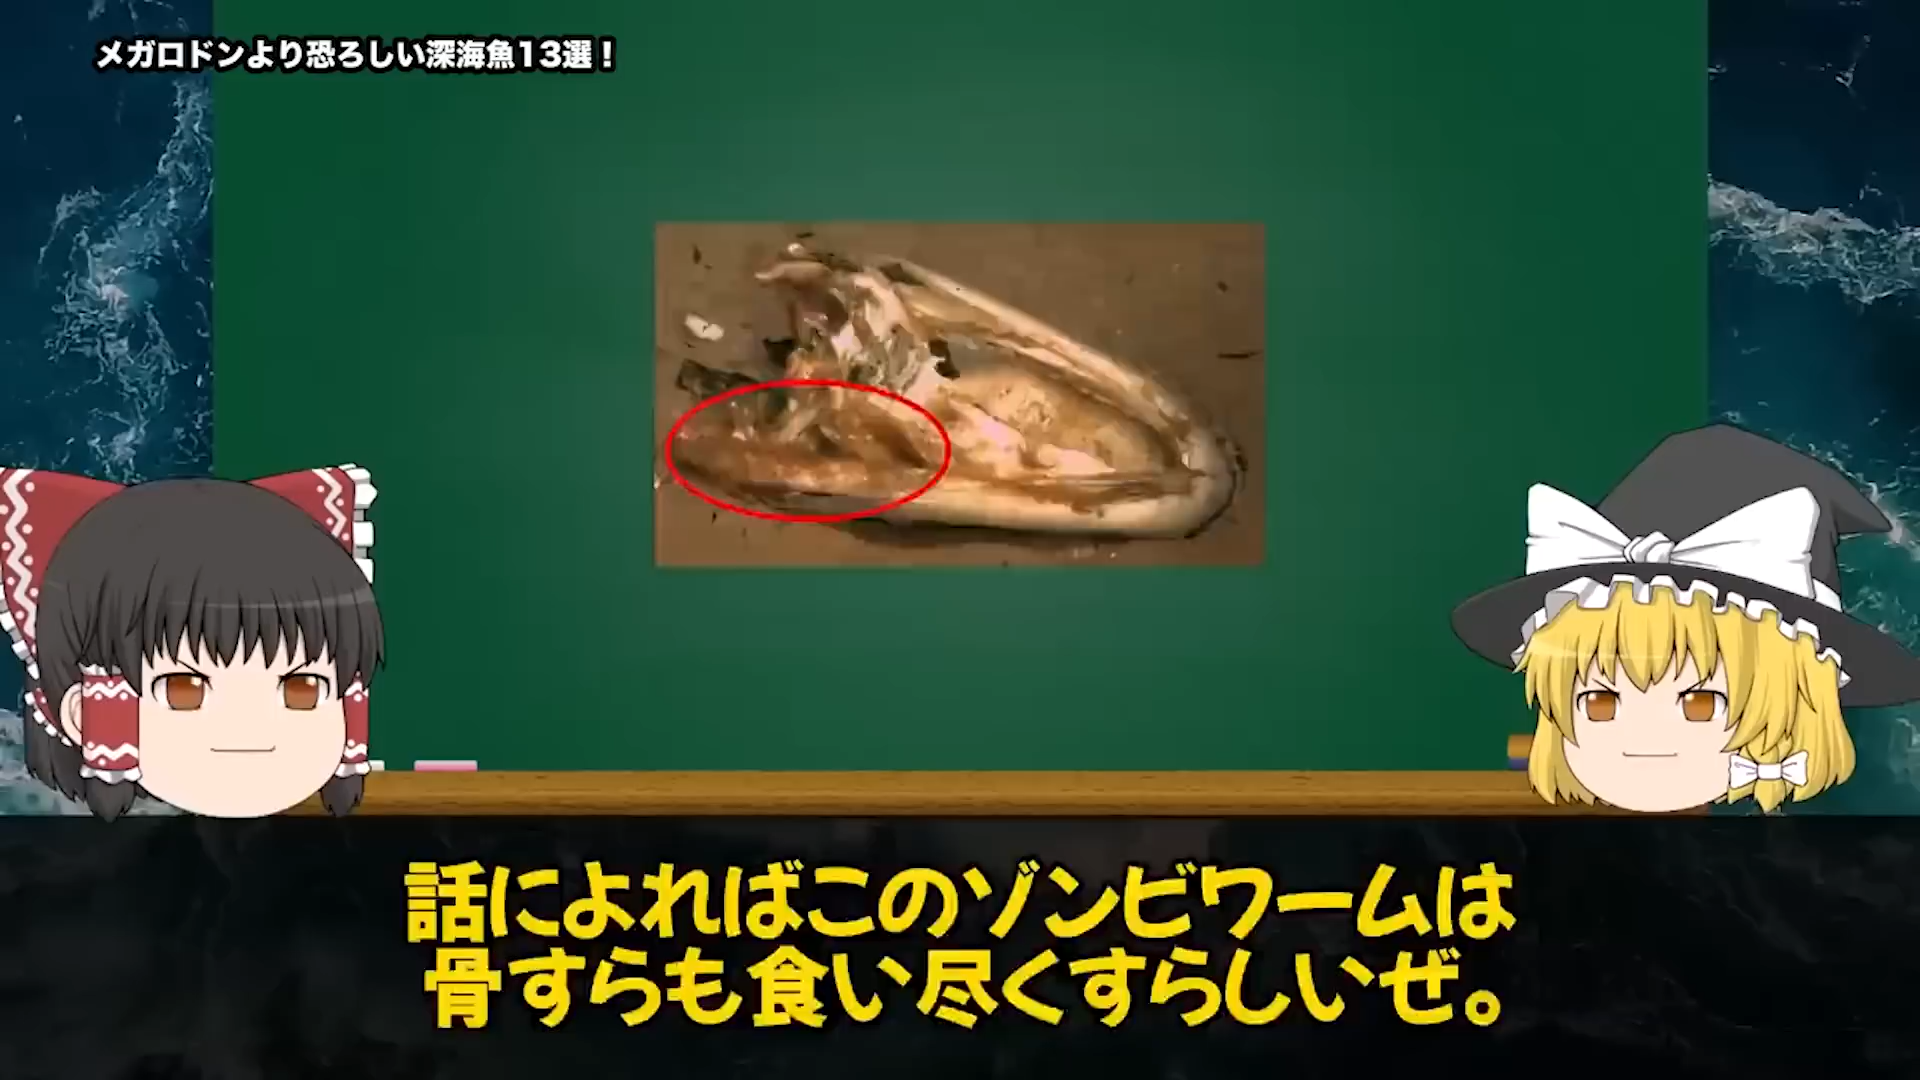 メガロドンより恐ろしい深海魚13選！
話によればこのゾンビワームは
骨すらも食い尽くすらしいぜ。